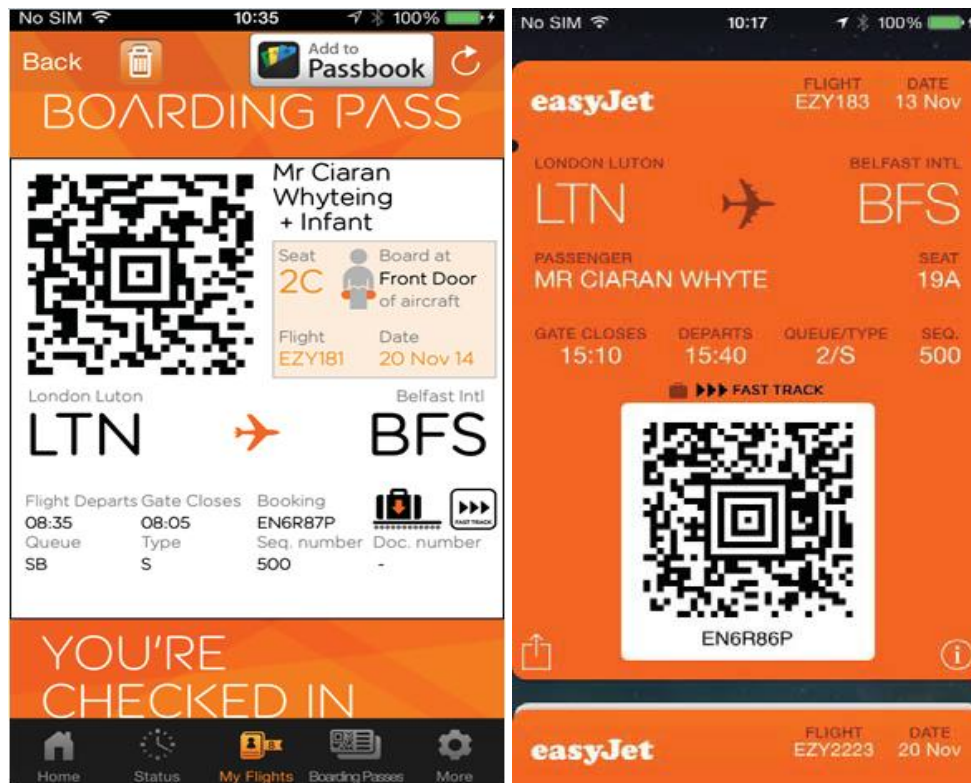 No SIM 10:35 100%
Back Add to Passbook
BOARDING PASS
Mr Ciaran
Whyteing
+ Infant
Seat Board at
2C Front Door
of aircraft
Flight Date
EZY181 20 Nov 14
London Luton Belfast Intl
LTN BFS
Flight Departs Gate Closes Booking
08:35 08:05 EN6R87P
FAST TRACK
Queue Type Seq. number Doc. number
SB S 500 -
YOU'RE
CHECKED IN
Home Status My Flights Boarding Passes More
No SIM 10:17 100%
FLIGHT DATE
easyJet EZY183 13 Nov
LONDON LUTON BELFAST INTL
LTN BFS
PASSENGER SEAT
MR CIARAN WHYTE 19A
GATE CLOSES DEPARTS QUEUE/TYPE SEQ.
15:10 15:40 2/S 500
FAST TRACK
EN6R86P
FLIGHT DATE
easyJet EZY2223 20 Nov